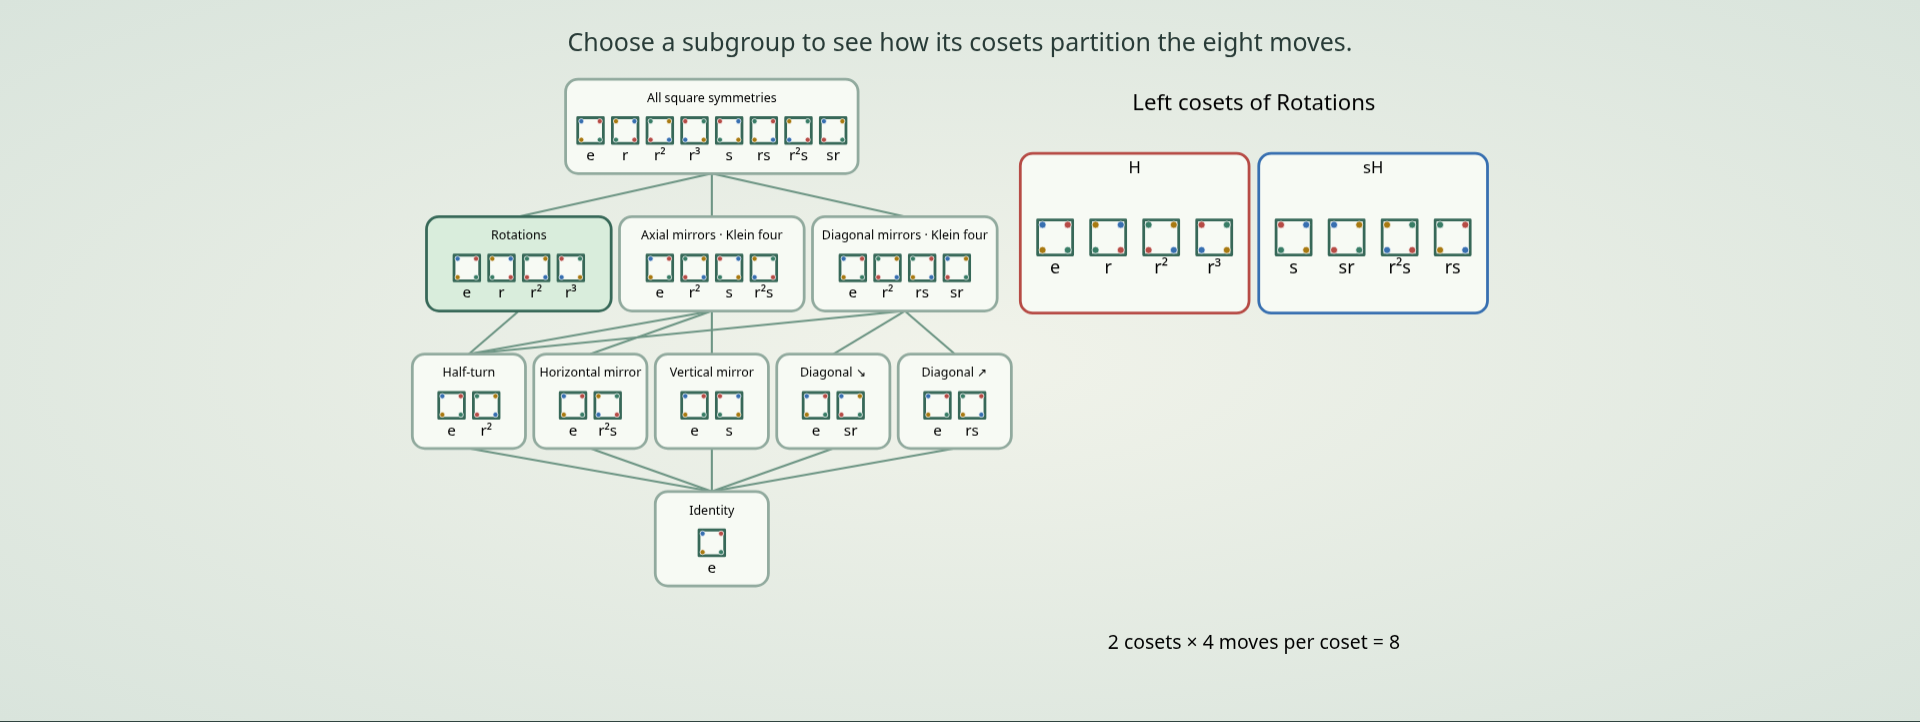 Choose a subgroup to see how its cosets partition the eight moves.
All square symmetries
e r r² r³ s rs r²s sr
Rotations
e r r² r³
Axial mirrors · Klein four
e r² s r²s
Diagonal mirrors · Klein four
e r² rs sr
Half-turn
e r²
Horizontal mirror
e r²s
Vertical mirror
e s
Diagonal ↘
e sr
Diagonal ↗
e rs
Identity
e
Left cosets of Rotations
H
e r r² r³
sH
s sr r²s rs
2 cosets × 4 moves per coset = 8